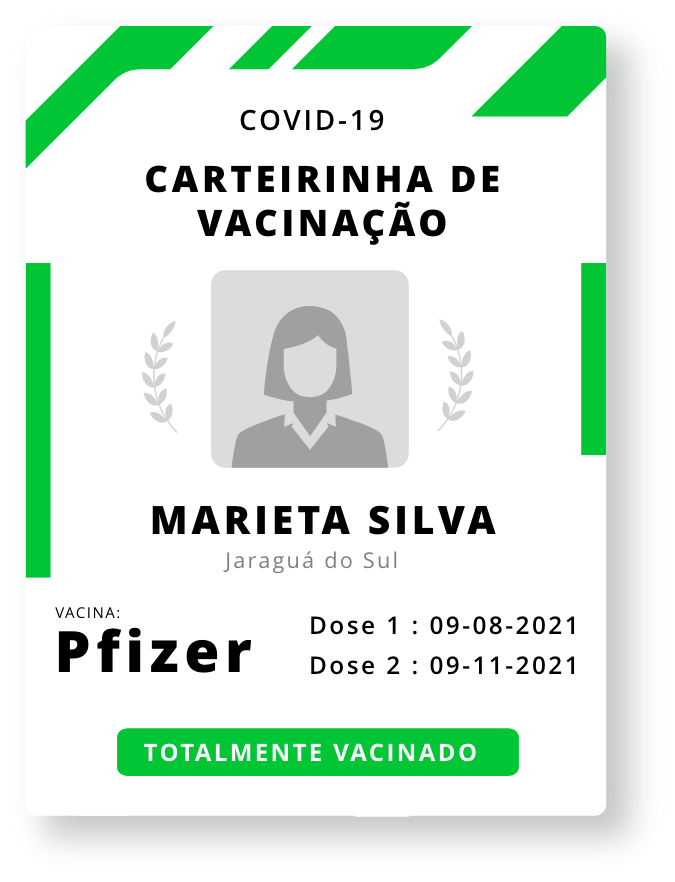 COVID-19
CARTEIRINHA DE
VACINAÇÃO
MARIETA SILVA
Jaraguá do Sul
VACINA:
Pfizer
Dose 1 : 09-08-2021
Dose 2 : 09-11-2021
TOTALMENTE VACINADO